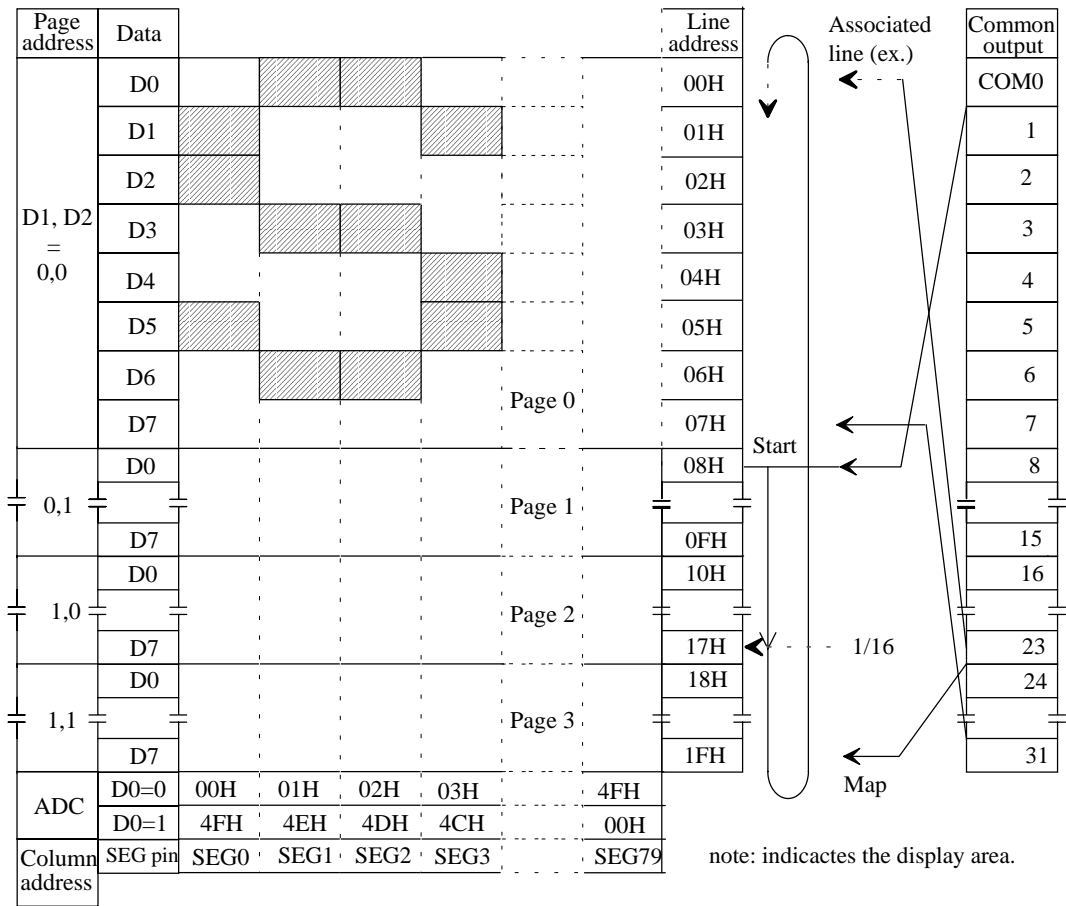 Page address Data Line address Associated line (ex.) Common output
D0 00H COM0
D1 01H 1
D2 02H 2
D1, D2 = 0,0 D3 03H 3
D4 04H 4
D5 05H 5
D6 06H 6
Page 0
D7 07H 7
Start
D0 08H 8
0,1 Page 1
D7 0FH 15
D0 10H 16
1,0 Page 2
D7 17H 1/16 23
D0 18H 24
1,1 Page 3
D7 1FH 31
Map
ADC D0=0 00H 01H 02H 03H 4FH
D0=1 4FH 4EH 4DH 4CH 00H
Column address SEG pin SEG0 SEG1 SEG2 SEG3 SEG79 note: indicactes the display area.